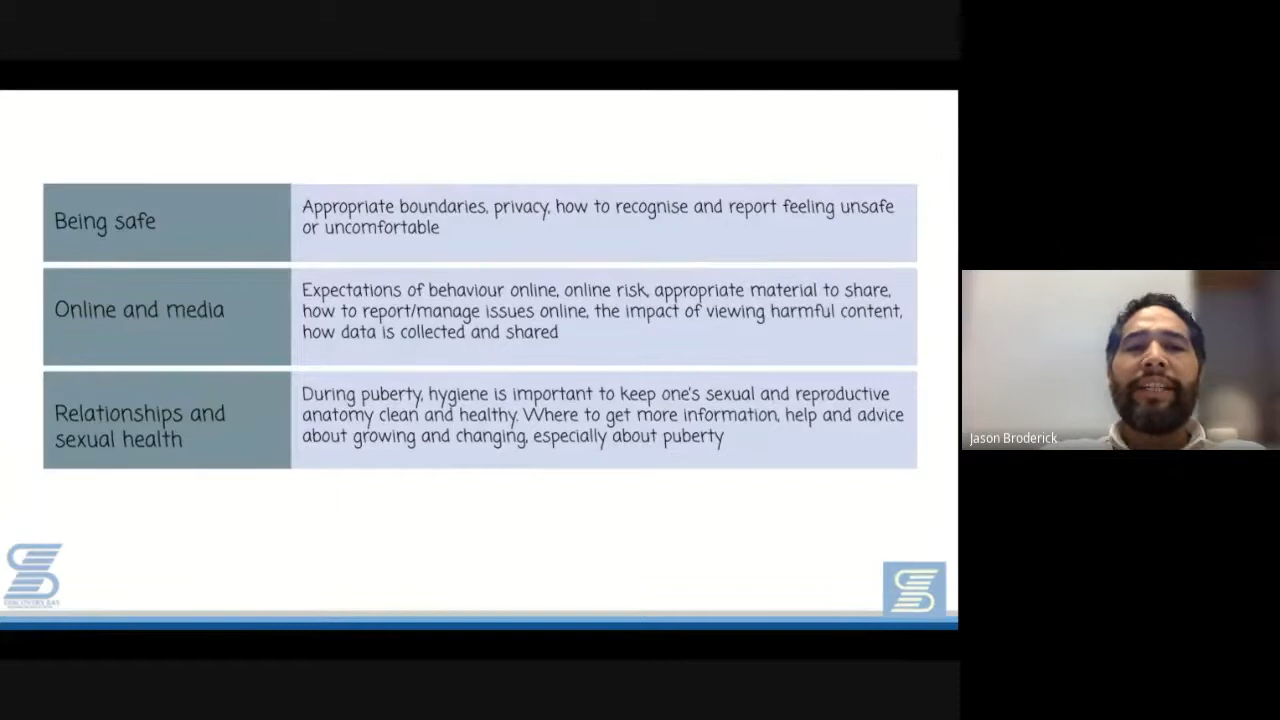 Being safe
Appropriate boundaries, privacy, how to recognise and report feeling unsafe
or uncomfortable
Online and media
Expectations of behaviour online, online risk, appropriate material to share,
how to report/manage issues online, the impact of viewing harmful content,
how data is collected and shared
Relationships and
sexual health
During puberty, hygiene is important to keep one's sexual and reproductive
anatomy clean and healthy. Where to get more information, help and advice
about growing and changing, especially about puberty
Jason Broderick